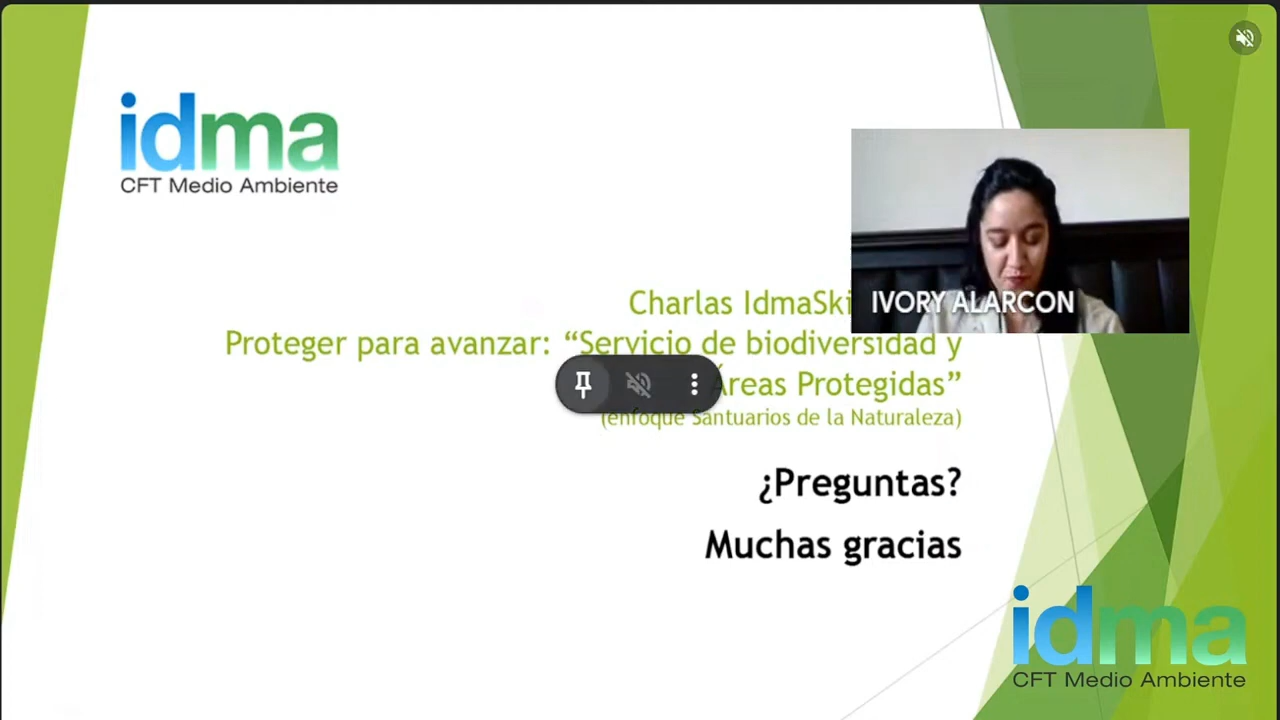 idma
CFT Medio Ambiente
IVORY ALARCON
Charlas IdmaSki
Proteger para avanzar: “Servicio de biodiversidad y
Áreas Protegidas”
(enfoque Santuarios de la Naturaleza)
¿Preguntas?
Muchas gracias
idma
CFT Medio Ambiente